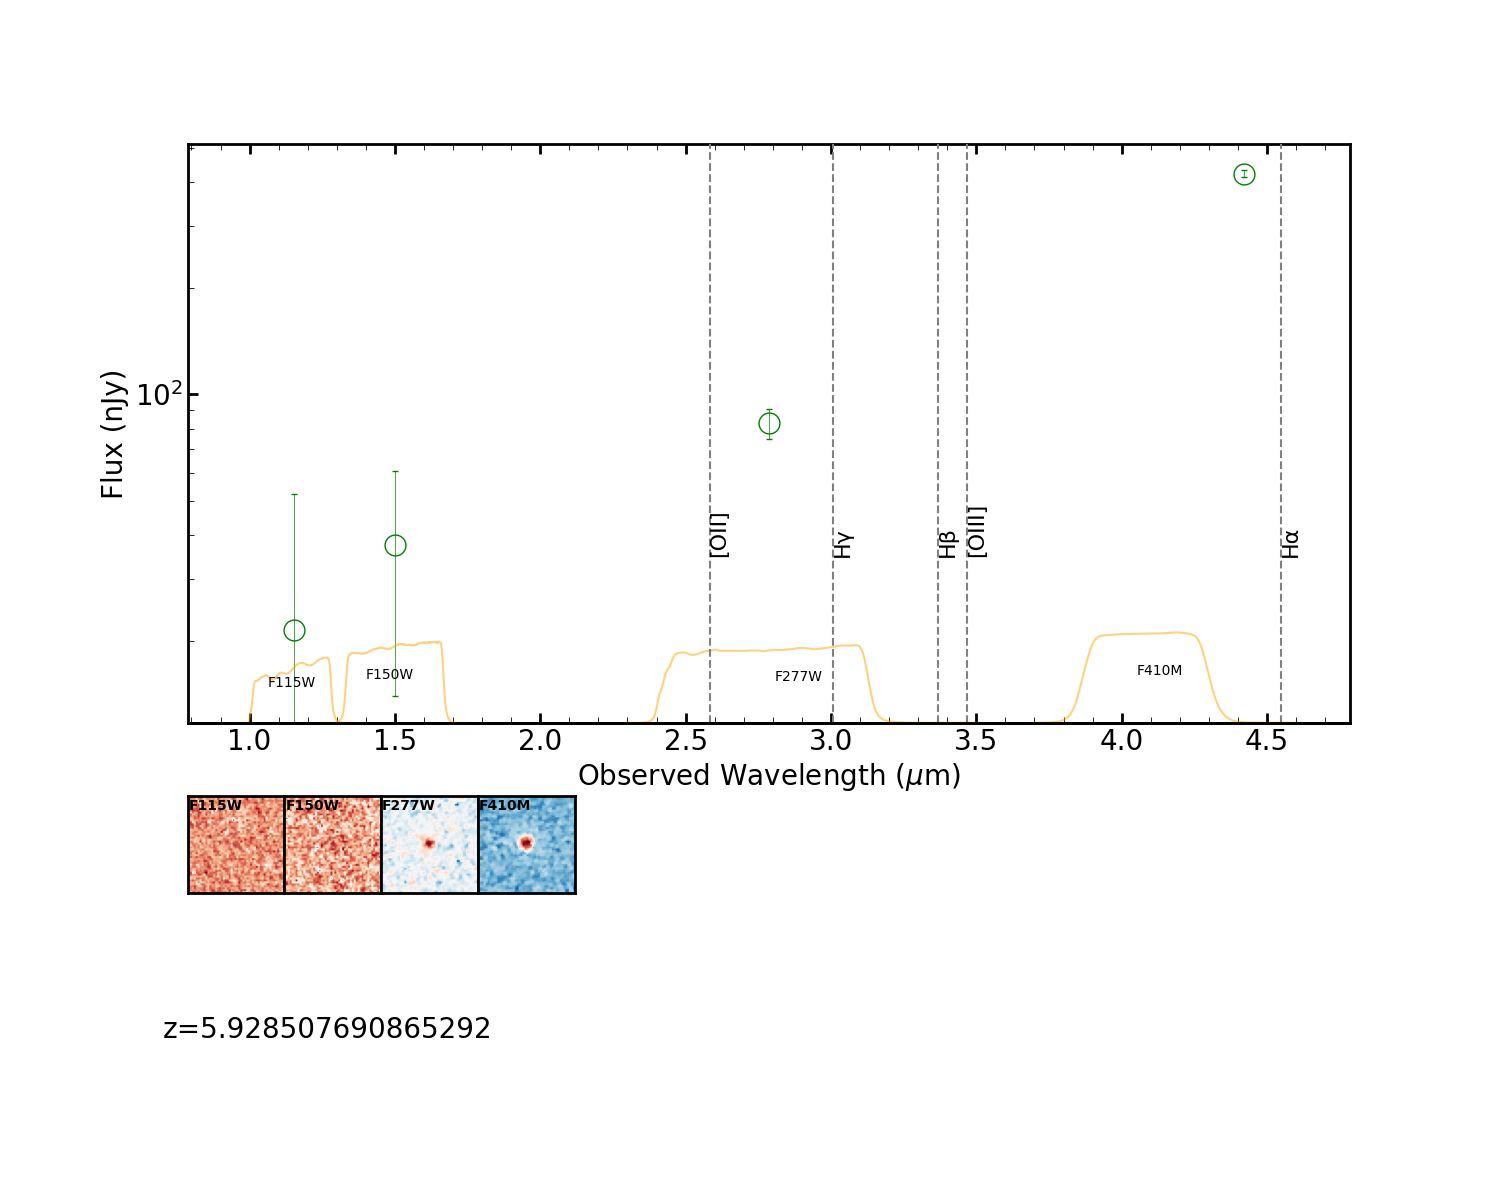 10²
Flux (nJy)
[OII]
Hγ
Hβ
[OIII]
Hα
F115W
F150W
F277W
F410M
1.0 1.5 2.0 2.5 3.0 3.5 4.0 4.5
Observed Wavelength (μm)
F115W F150W F277W F410M
z=5.928507690865292